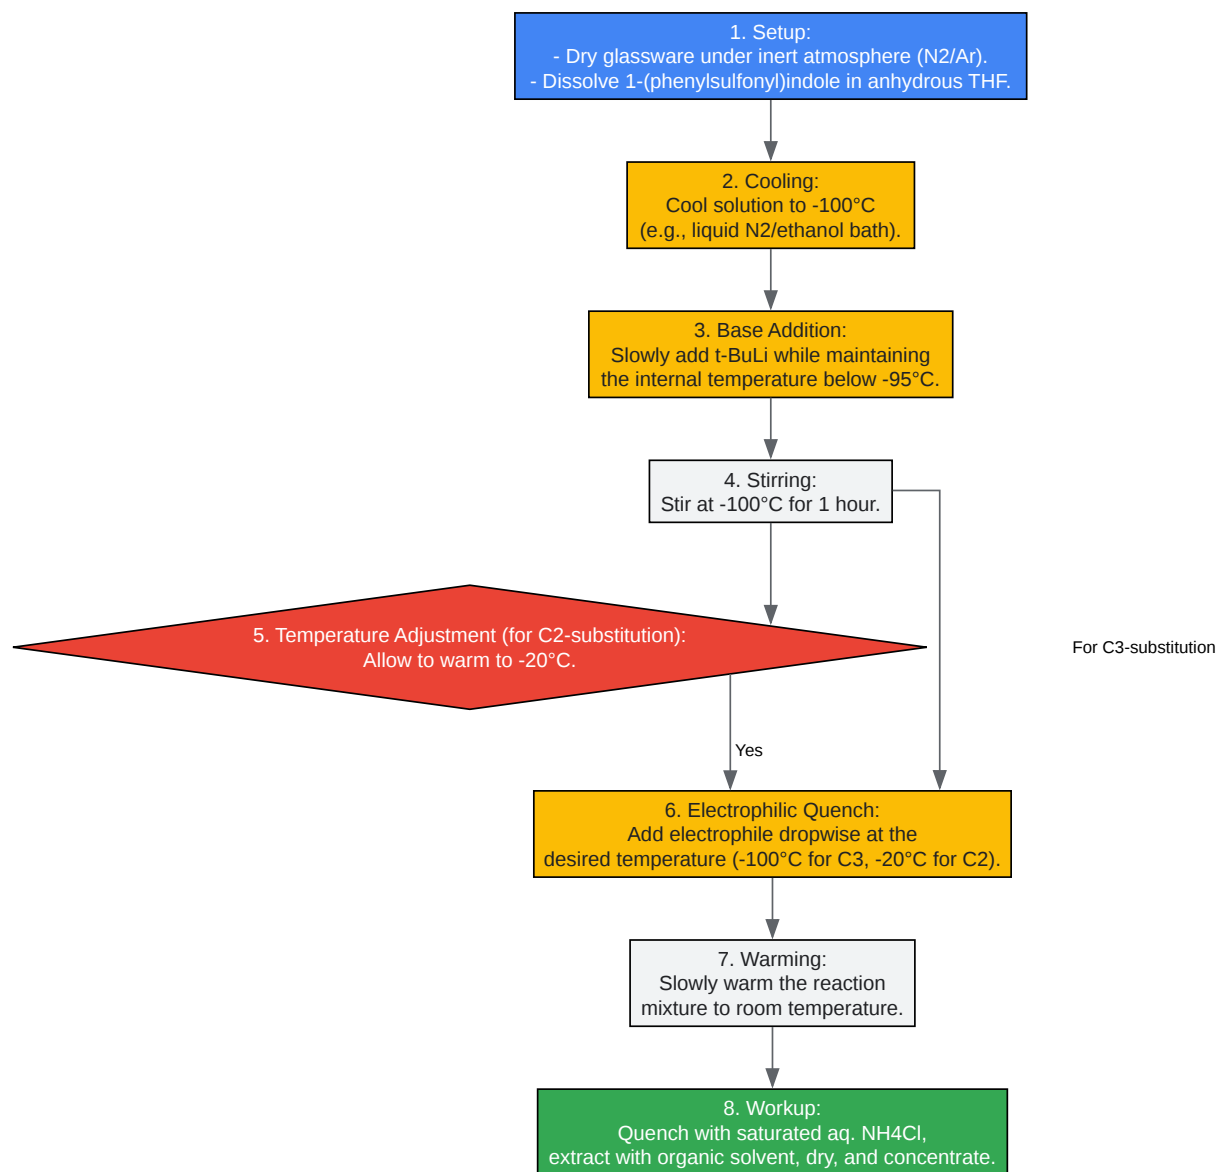 1. Setup:
- Dry glassware under inert atmosphere (N2/Ar).
- Dissolve 1-(phenylsulfonyl)indole in anhydrous THF.
2. Cooling:
Cool solution to -100°C
(e.g., liquid N2/ethanol bath).
3. Base Addition:
Slowly add t-BuLi while maintaining
the internal temperature below -95°C.
4. Stirring:
Stir at -100°C for 1 hour.
5. Temperature Adjustment (for C2-substitution):
Allow to warm to -20°C.
For C3-substitution
Yes
6. Electrophilic Quench:
Add electrophile dropwise at the
desired temperature (-100°C for C3, -20°C for C2).
7. Warming:
Slowly warm the reaction
mixture to room temperature.
8. Workup:
Quench with saturated aq. NH4Cl,
extract with organic solvent, dry, and concentrate.